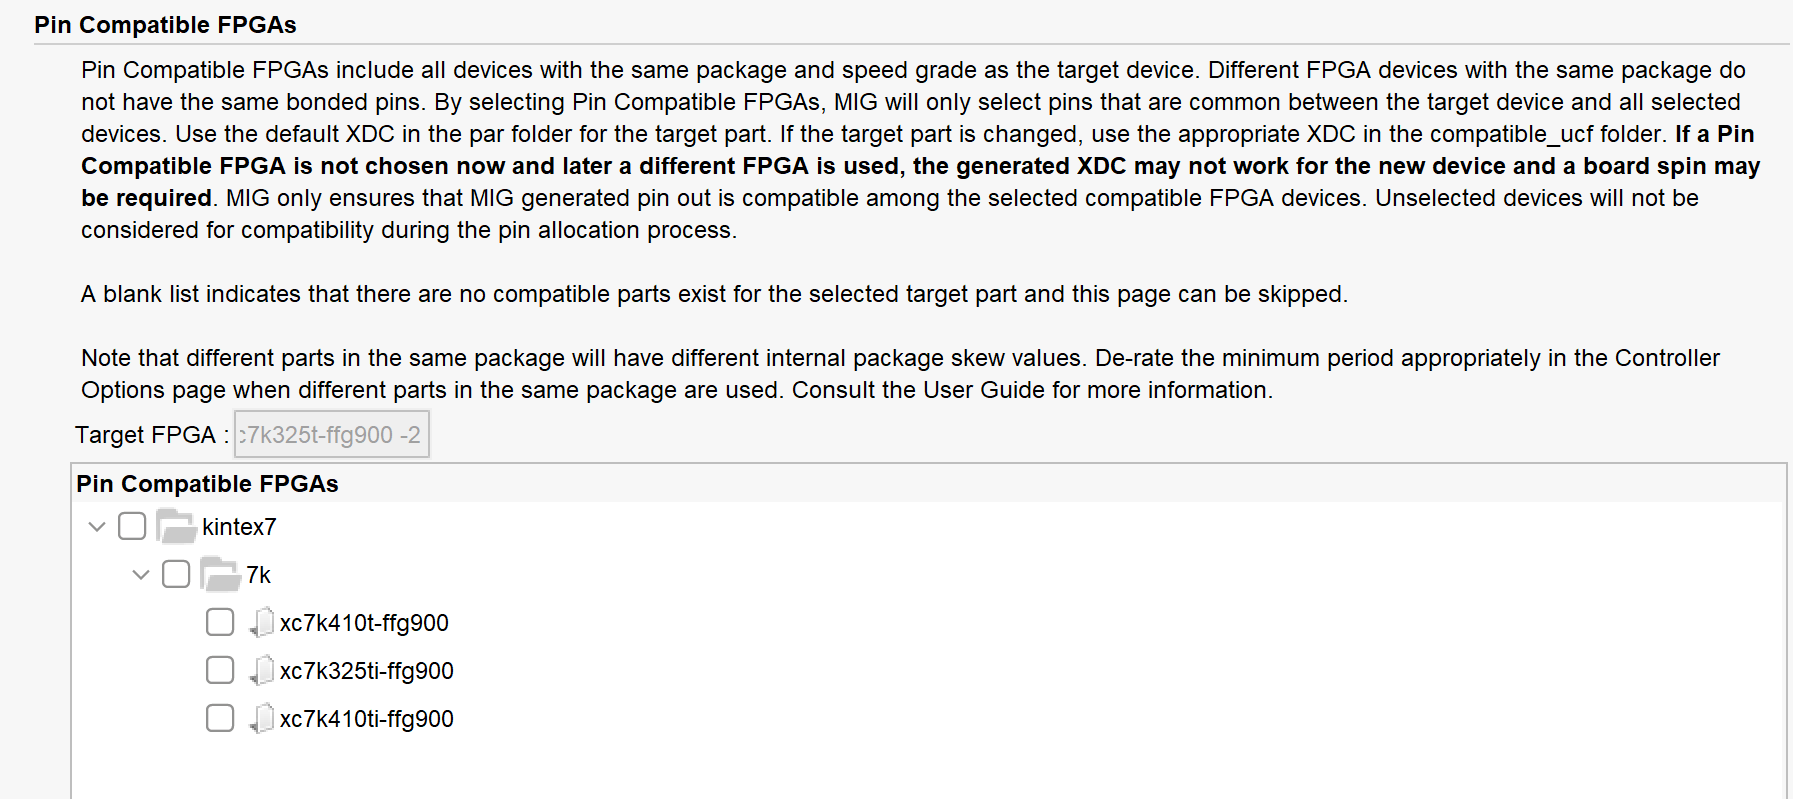 Pin Compatible FPGAs
Pin Compatible FPGAs include all devices with the same package and speed grade as the target device. Different FPGA devices with the same package do
not have the same bonded pins. By selecting Pin Compatible FPGAs, MIG will only select pins that are common between the target device and all selected
devices. Use the default XDC in the par folder for the target part. If the target part is changed, use the appropriate XDC in the compatible_ucf folder. If a Pin
Compatible FPGA is not chosen now and later a different FPGA is used, the generated XDC may not work for the new device and a board spin may
be required. MIG only ensures that MIG generated pin out is compatible among the selected compatible FPGA devices. Unselected devices will not be
considered for compatibility during the pin allocation process.
A blank list indicates that there are no compatible parts exist for the selected target part and this page can be skipped.
Note that different parts in the same package will have different internal package skew values. De-rate the minimum period appropriately in the Controller
Options page when different parts in the same package are used. Consult the User Guide for more information.
Target FPGA : c7k325t-ffg900 -2
Pin Compatible FPGAs
kintex7
7k
xc7k410t-ffg900
xc7k325ti-ffg900
xc7k410ti-ffg900